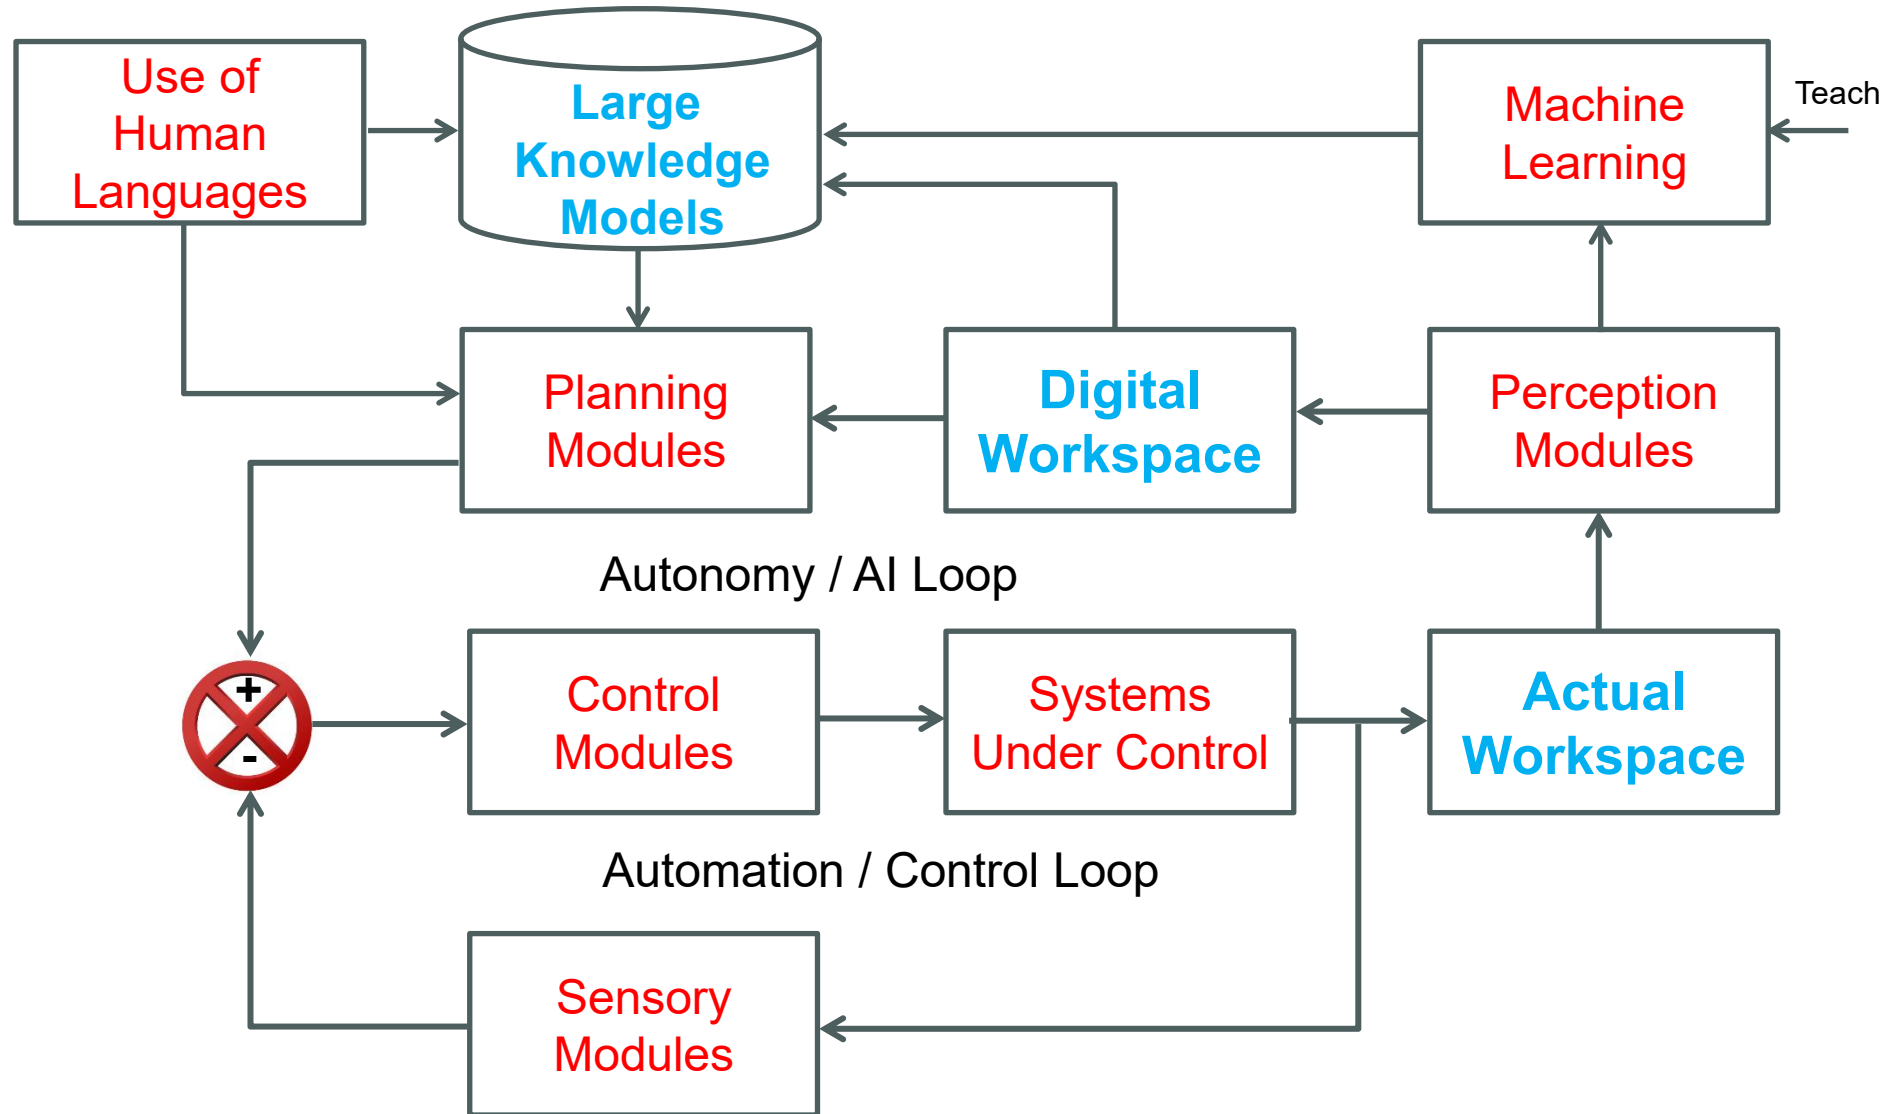 Use of
Human
Languages
Large
Knowledge
Models
Machine
Learning
Teach
Planning
Modules
Digital
Workspace
Perception
Modules
Autonomy / AI Loop
+
-
Control
Modules
Systems
Under Control
Actual
Workspace
Automation / Control Loop
Sensory
Modules